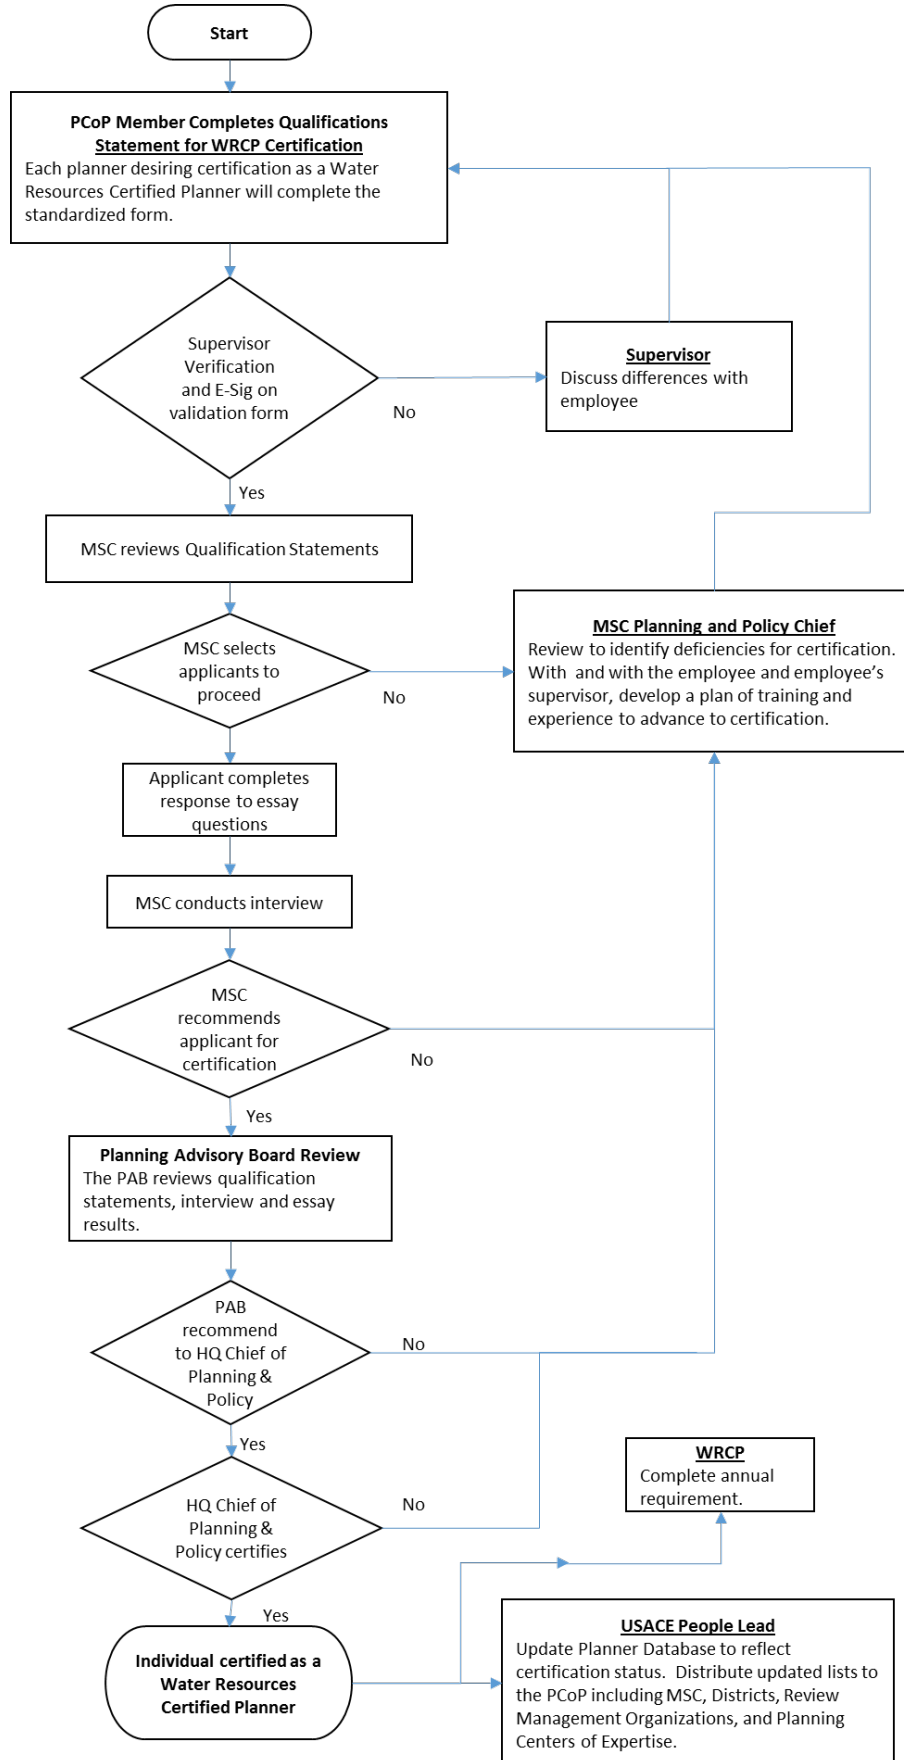 Start
PCoP Member Completes Qualifications
Statement for WRCP Certification
Each planner desiring certification as a Water
Resources Certified Planner will complete the
standardized form.
Supervisor
Verification
and E-Sig on
validation form
No
Supervisor
Discuss differences with
employee
Yes
MSC reviews Qualification Statements
MSC selects
applicants to
proceed
No
MSC Planning and Policy Chief
Review to identify deficiencies for certification.
With and with the employee and employee's
supervisor, develop a plan of training and
experience to advance to certification.
Applicant completes
response to essay
questions
MSC conducts interview
MSC
recommends
applicant for
certification
No
Yes
Planning Advisory Board Review
The PAB reviews qualification
statements, interview and essay
results.
PAB
recommend
to HQ Chief of
Planning &
Policy
No
Yes
HQ Chief of
Planning &
Policy certifies
No
WRCP
Complete annual
requirement.
Yes
Individual certified as a
Water Resources
Certified Planner
USACE People Lead
Update Planner Database to reflect
certification status. Distribute updated lists to
the PCoP including MSC, Districts, Review
Management Organizations, and Planning
Centers of Expertise.